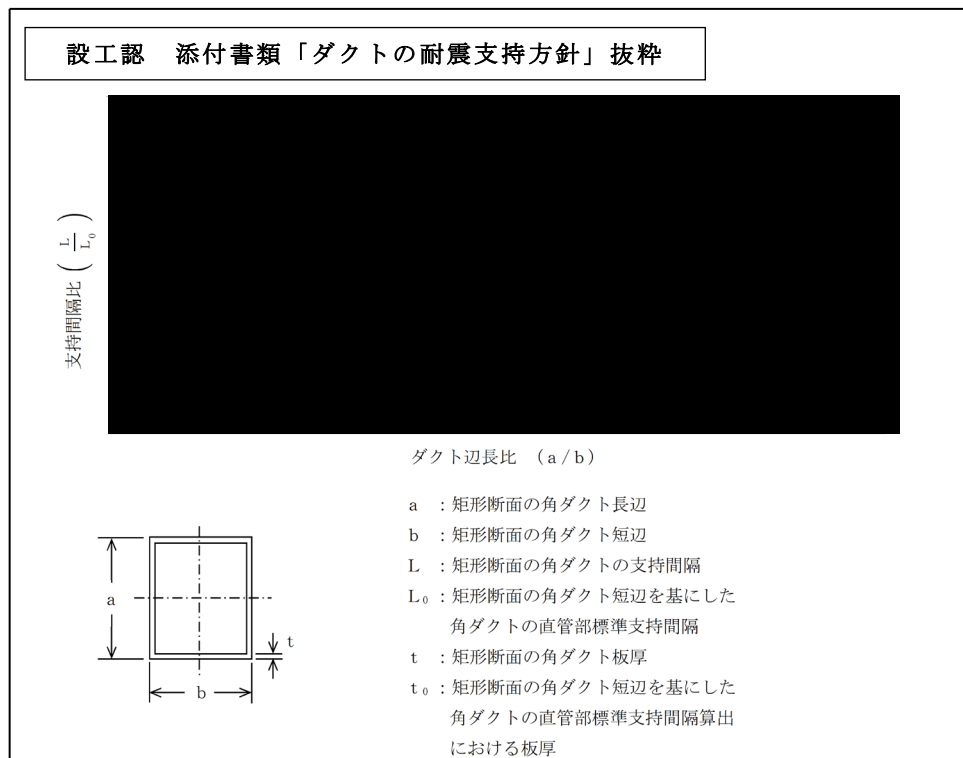 設工認 添付書類「ダクトの耐震支持方針」抜粋
支持間隔比 (L/L₀)
ダクト辺長比 (a/b)
a :矩形断面の角ダクト長辺
b :矩形断面の角ダクト短辺
L :矩形断面の角ダクトの支持間隔
L₀:矩形断面の角ダクト短辺を基にした
角ダクトの直管部標準支持間隔
t :矩形断面の角ダクト板厚
t₀:矩形断面の角ダクト短辺を基にした
角ダクトの直管部標準支持間隔算出
における板厚
a
t
b